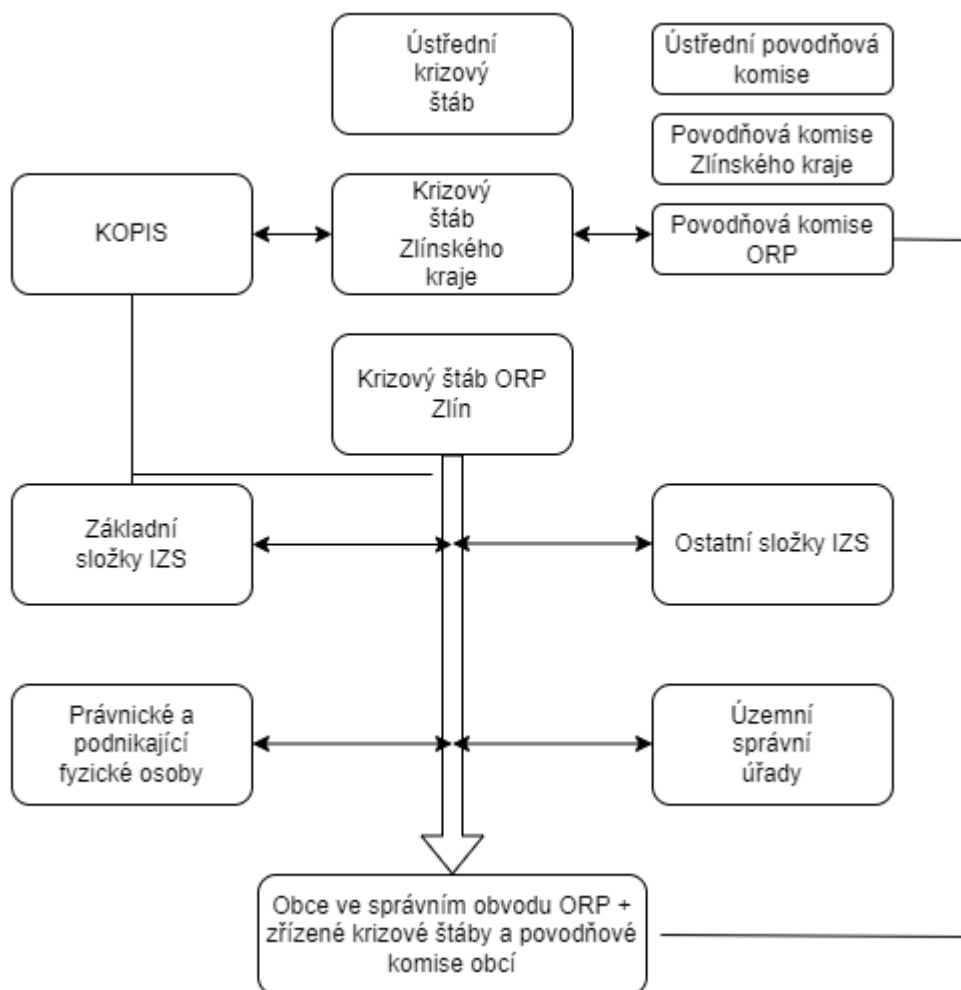 Ústřední
krizový
štáb
Ústřední povodňová
komise
Povodňová komise
Zlínského kraje
KOPIS
Krizový
štáb
Zlínského
kraje
Povodňová komise
ORP
Krizový štáb ORP
Zlín
Základní
složky IZS
Ostatní složky IZS
Právnické a
podnikající
fyzické osoby
Územní
správní
úřady
Obce ve správním obvodu ORP +
zřízené krizové štáby a povodňové
komise obcí